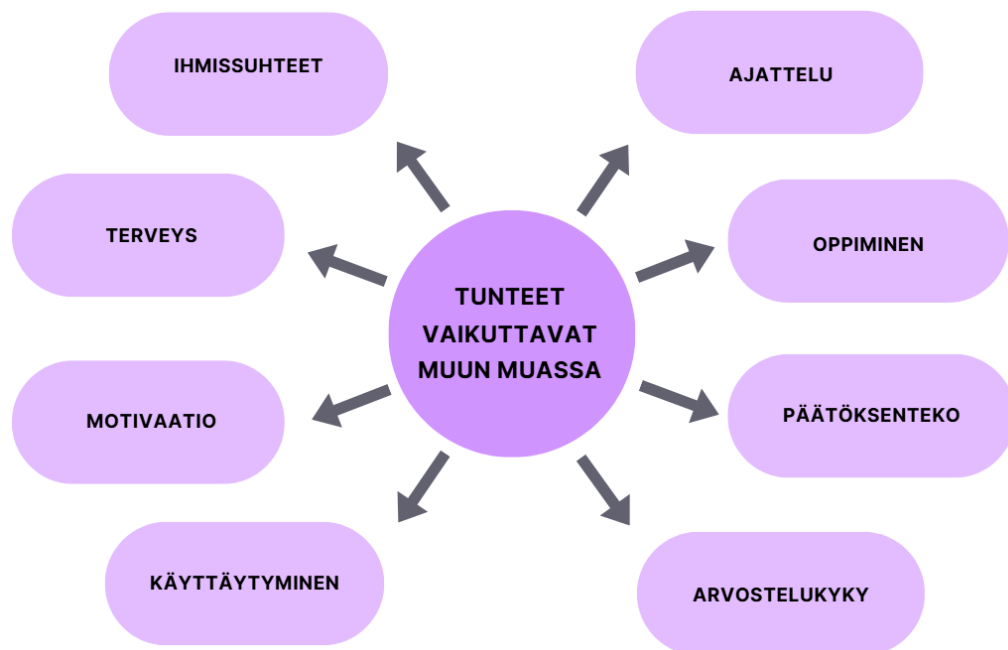 IHMISSUHTEET
AJATTELU
TERVEYS
OPPIMINEN
TUNTEET
VAIKUTTAVAT
MUUN MUASSA
MOTIVAATIO
PÄÄTÖKSENTEKO
KÄYTTÄYTYMINEN
ARVOSTELUKYKY